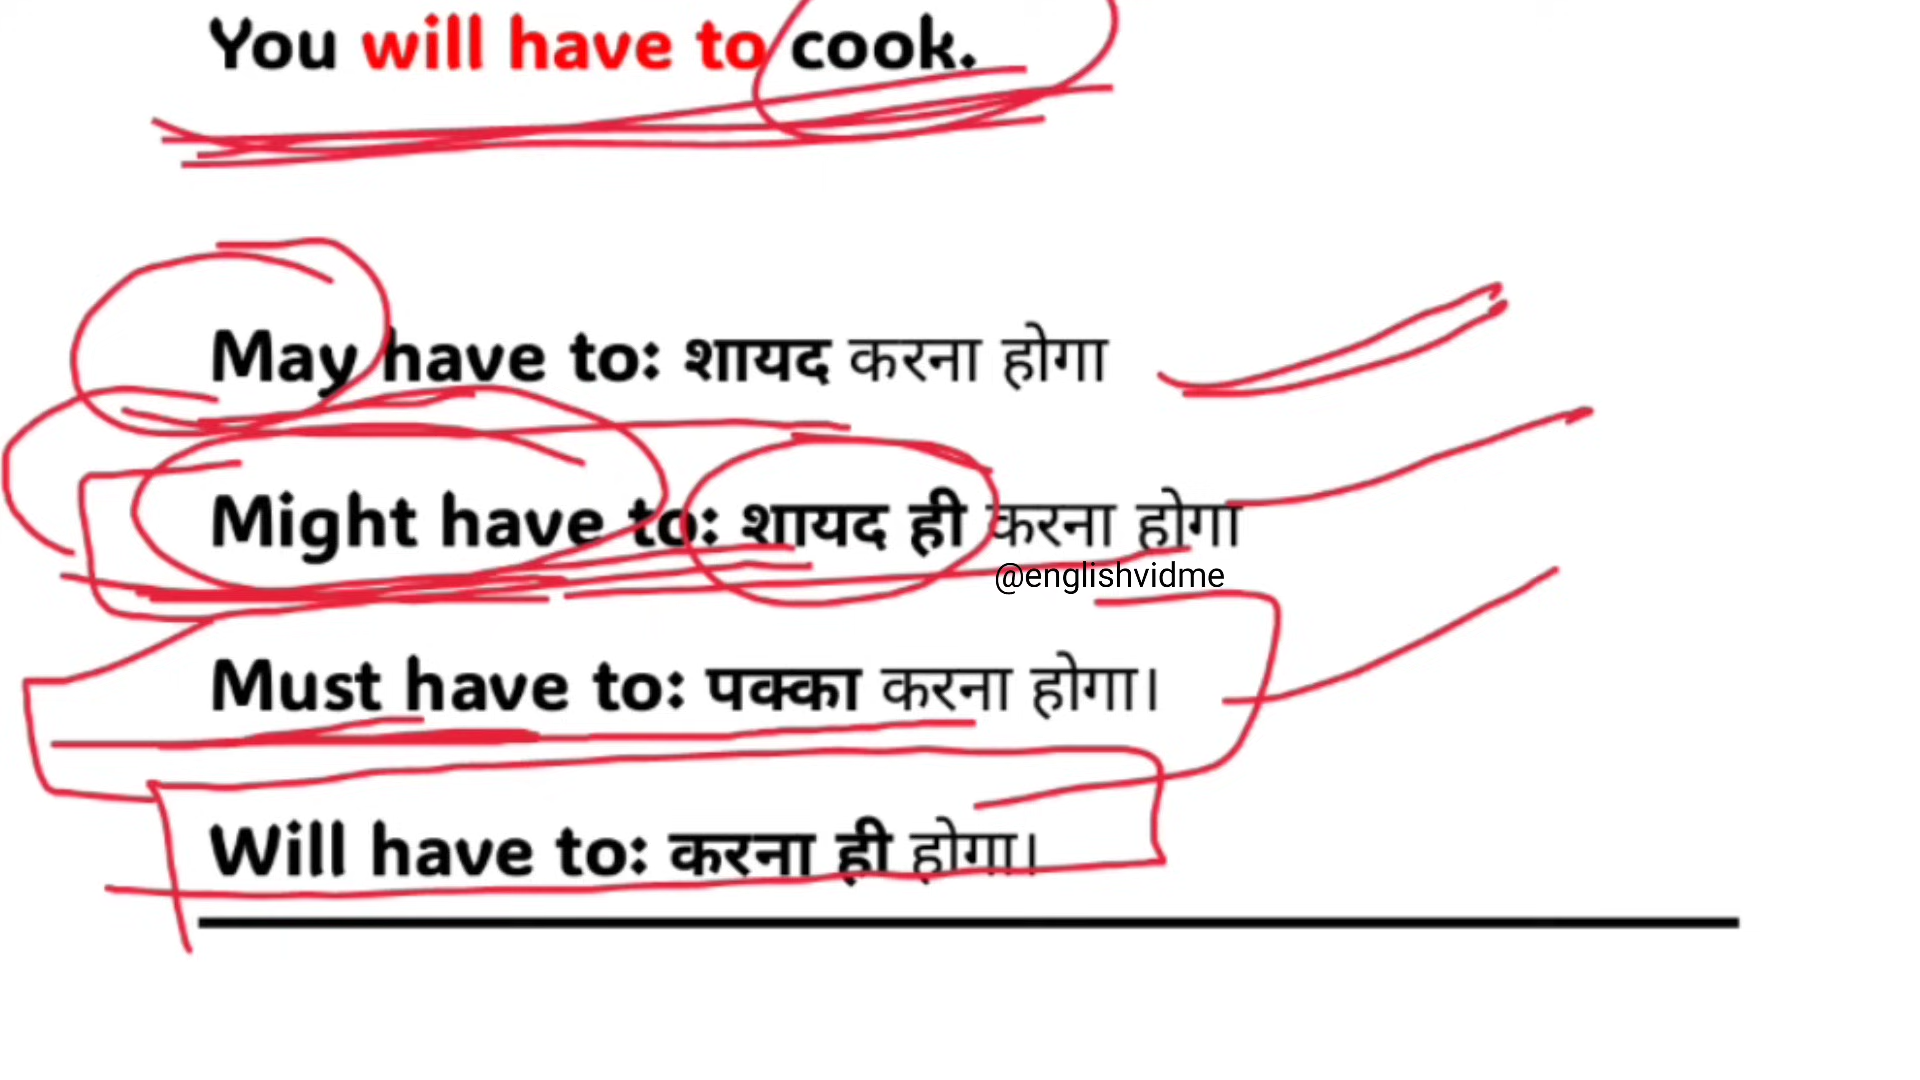 You will have to cook.
May have to: शायद करना होगा
Might have to: शायद ही करना होगा
@englishvidme
Must have to: पक्का करना होगा।
Will have to: करना ही होगा।